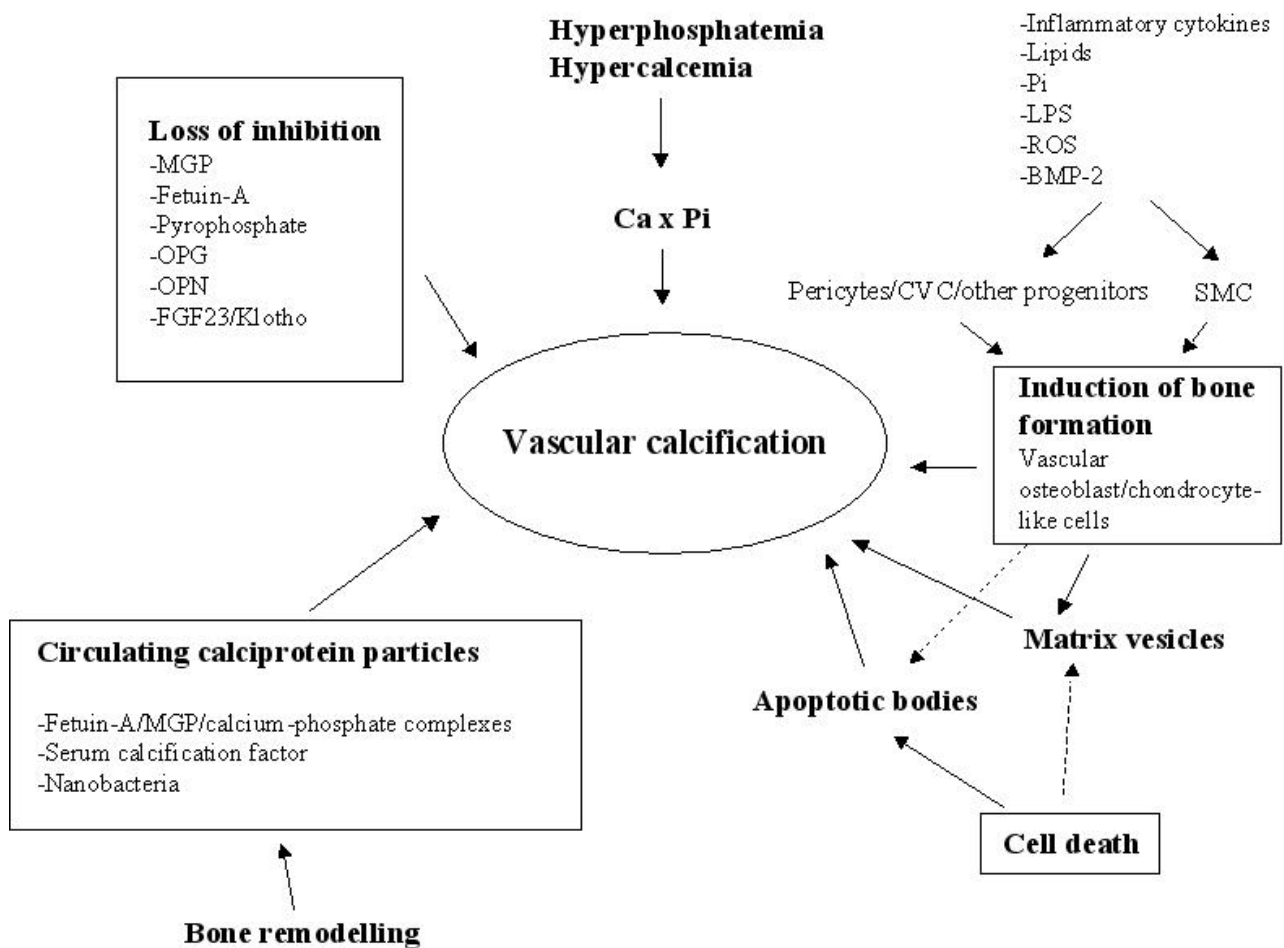 Hyperphosphatemia
Hypercalcemia
Ca x Pi
-Inflammatory cytokines
-Lipids
-Pi
-LPS
-ROS
-BMP-2
Loss of inhibition
-MGP
-Fetuin-A
-Pyrophosphate
-OPG
-OPN
-FGF23/Klotho
Pericytes/CVC/other progenitors
SMC
Vascular calcification
Induction of bone
formation
Vascular
osteoblast/chondrocyte-
like cells
Matrix vesicles
Apoptotic bodies
Cell death
Circulating calciprotein particles
-Fetuin-A/MGP/calcium-phosphate complexes
-Serum calcification factor
-Nanobacteria
Bone remodelling